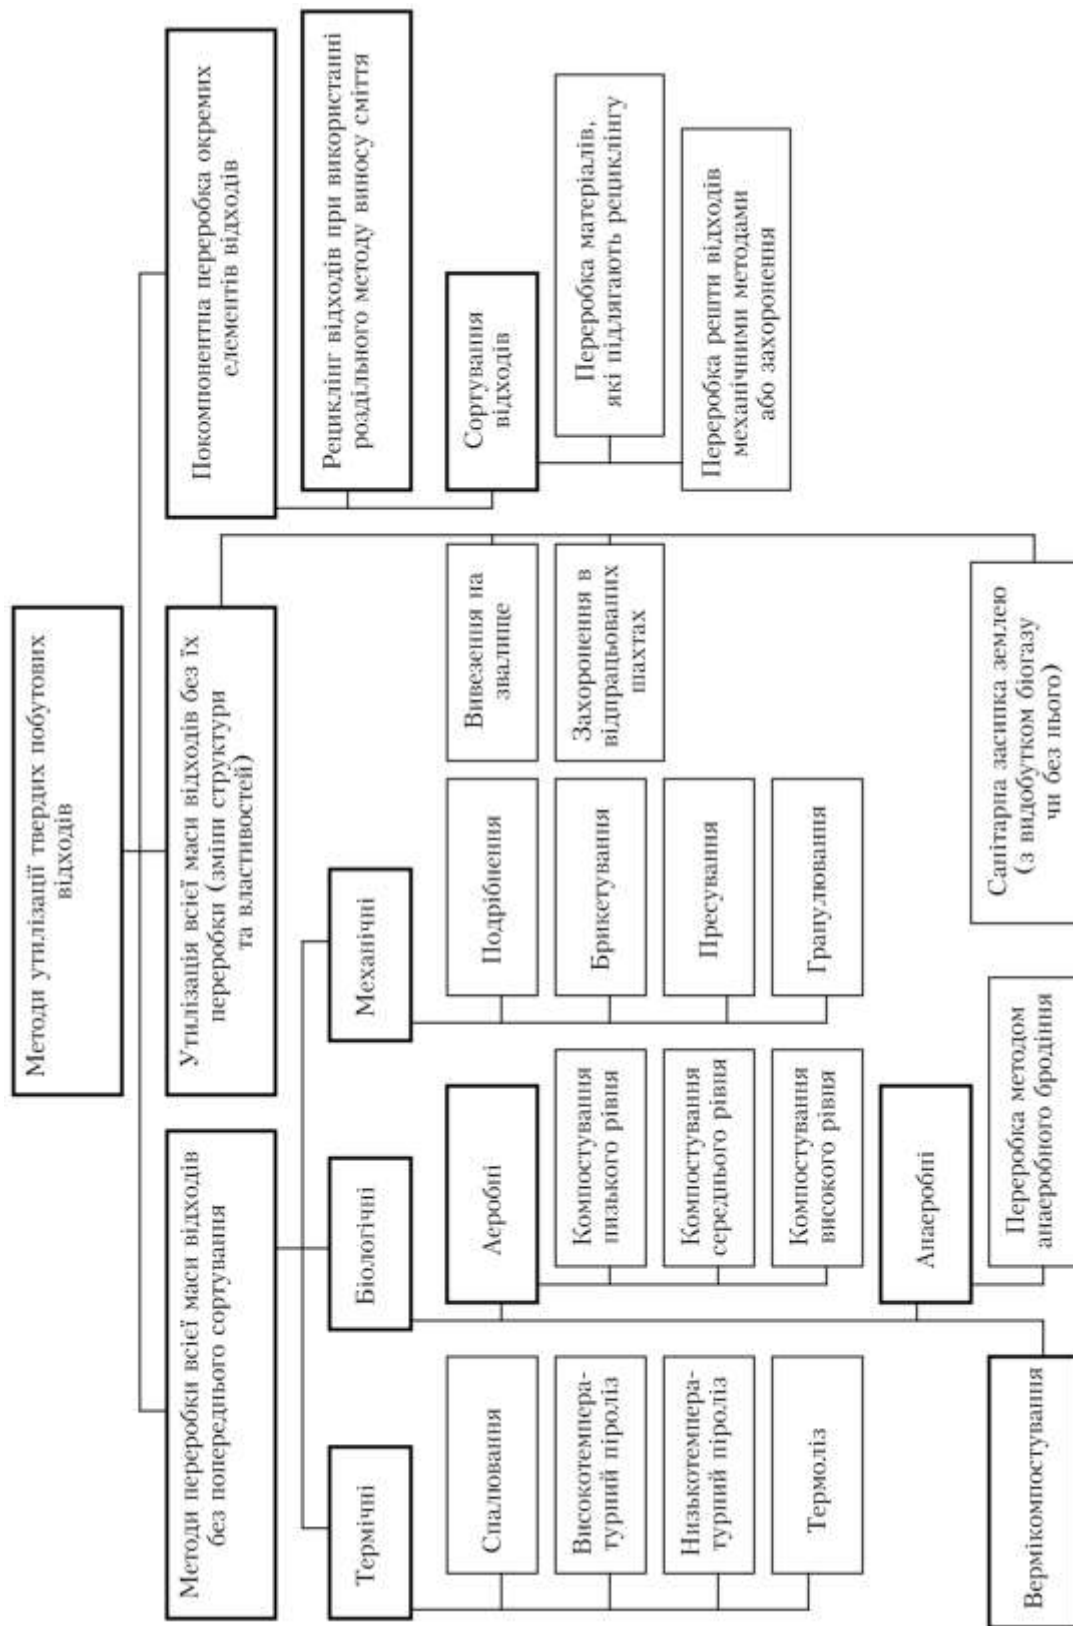 Методи утилізації твердих побутових
відходів
Методи переробки всієї маси відходів
без попереднього сортування
Утилізація всієї маси відходів без їх
переробки (зміни структури
та властивостей)
Покомпонентна переробка окремих
елементів відходів
Термічні
Біологічні
Механічні
Рециклінг відходів при використанні
роздільного методу виносу сміття
Спалювання
Високотемпера-
турний піроліз
Низькотемпера-
турний піроліз
Термоліз
Аеробні
Компостування
низького рівня
Компостування
середнього рівня
Компостування
високого рівня
Анаеробні
Переробка методом
анаеробного бродіння
Вермікомпостування
Подрібнення
Брикетування
Пресування
Гранулювання
Вивезення на
звалище
Захоронення в
відпрацьованих
шахтах
Санітарна засипка землею
(з видобутком біогазу
чи без нього)
Сортування
відходів
Переробка матеріалів,
які підлягають рециклінгу
Переробка решти відходів
механічними методами
або захоронення